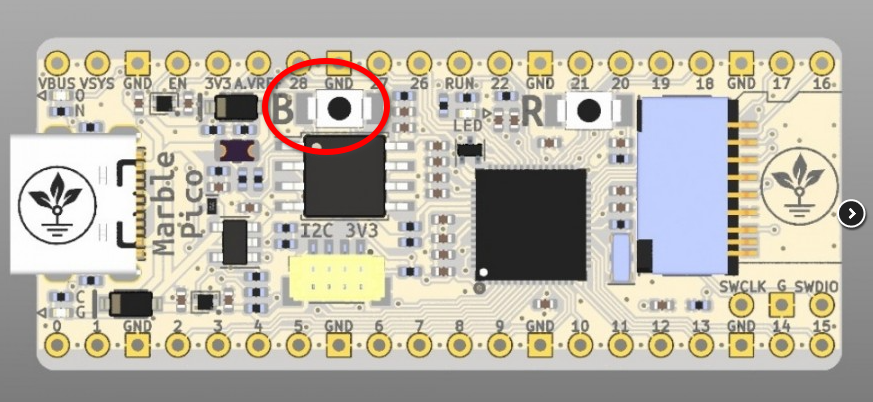 VBUS VSYS GND EN 3V3 A.VREF 28 GND 27 26 RUN 22 GND 21 20 19 18 GND 17 16
O
N
B
R
LED
Marble
Pico
I2C 3V3
C
G
SWCLK G SWDIO
0 1 GND 2 3 4 5 GND 6 7 8 9 GND 10 11 12 13 GND 14 15